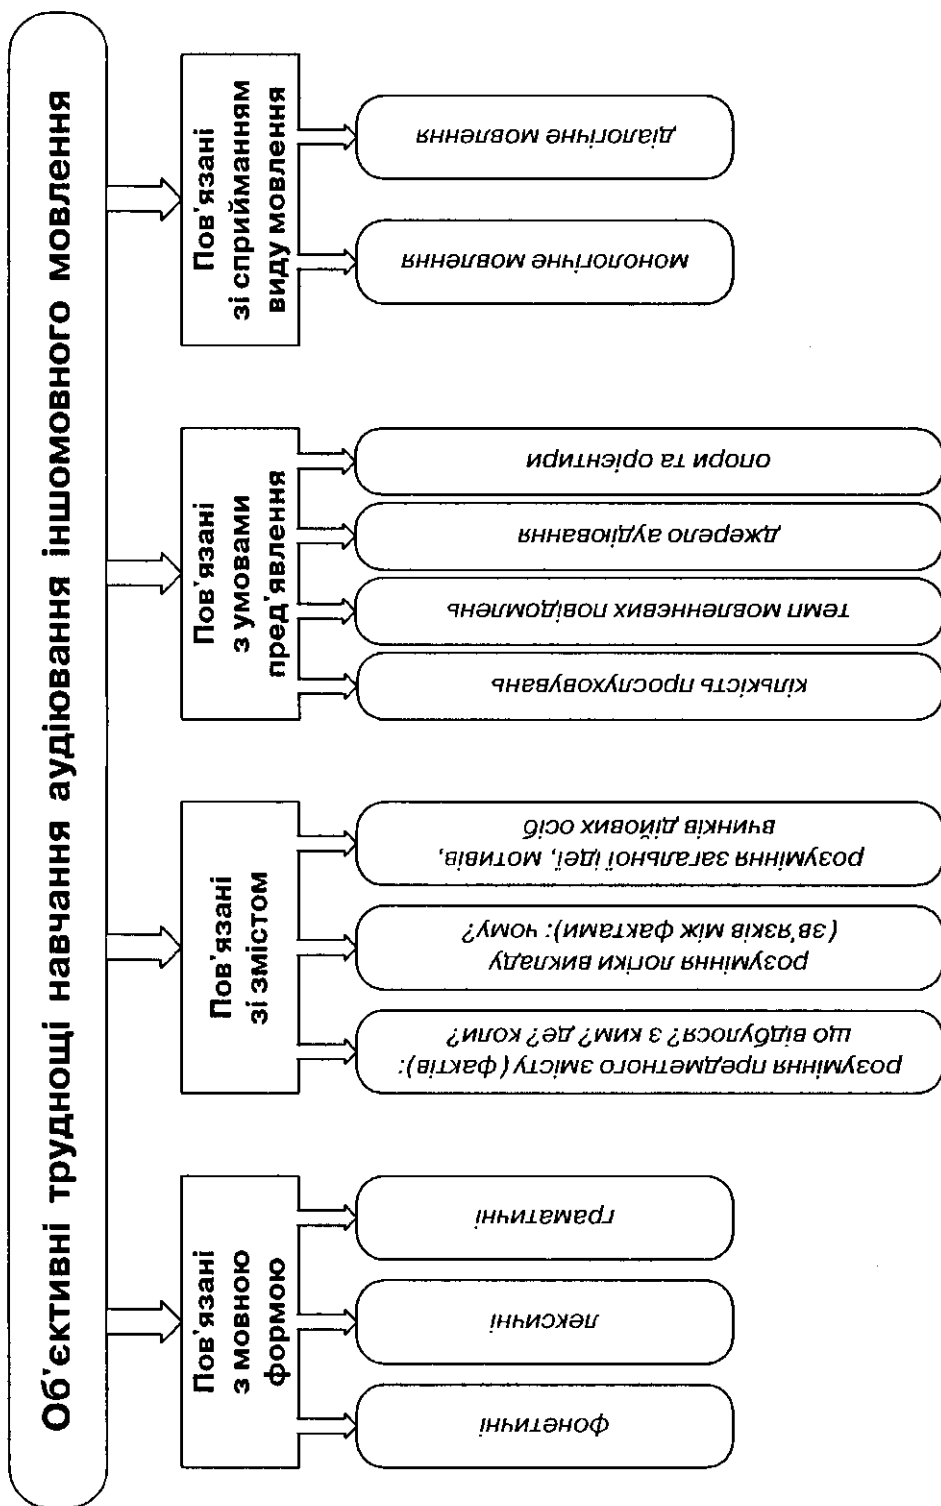 Об'єктивні труднощі навчання аудіювання іншомовного мовлення
Пов'язані
з мовною
формою
фонетичні
лексичні
граматичні
Пов'язані
зі змістом
розуміння предметного змісту (фактів):
що відбулося? з ким? де? коли?
розуміння логіки викладу
(зв'язків між фактами): чому?
розуміння загальної ідеї, мотивів,
вчинків дійових осіб
Пов'язані
з умовами
пред'явлення
кількість прослуховувань
темп мовленнєвих повідомлень
джерело аудіювання
опори та орієнтири
Пов'язані
зі сприйманням
виду мовлення
монологічне мовлення
діалогічне мовлення